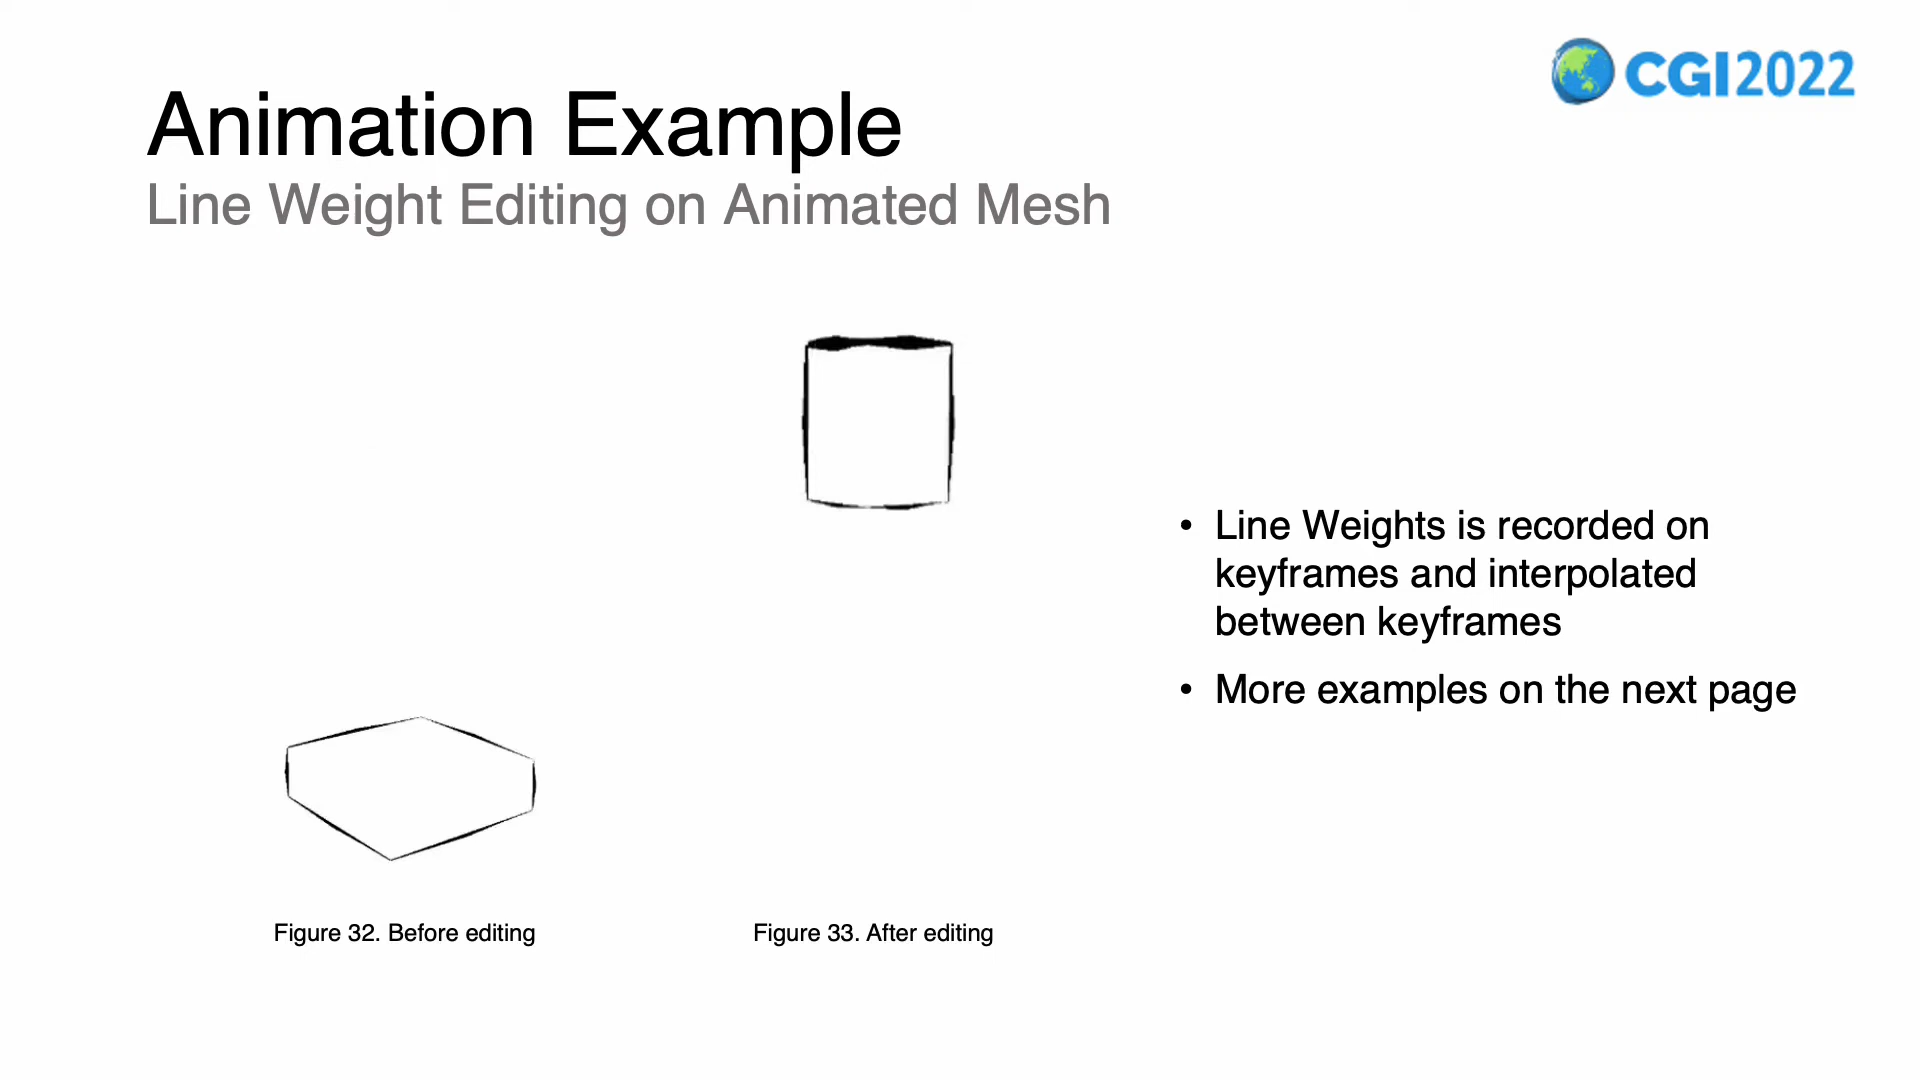 CGI2022
Animation Example
Line Weight Editing on Animated Mesh
• Line Weights is recorded on
keyframes and interpolated
between keyframes
• More examples on the next page
Figure 32. Before editing
Figure 33. After editing